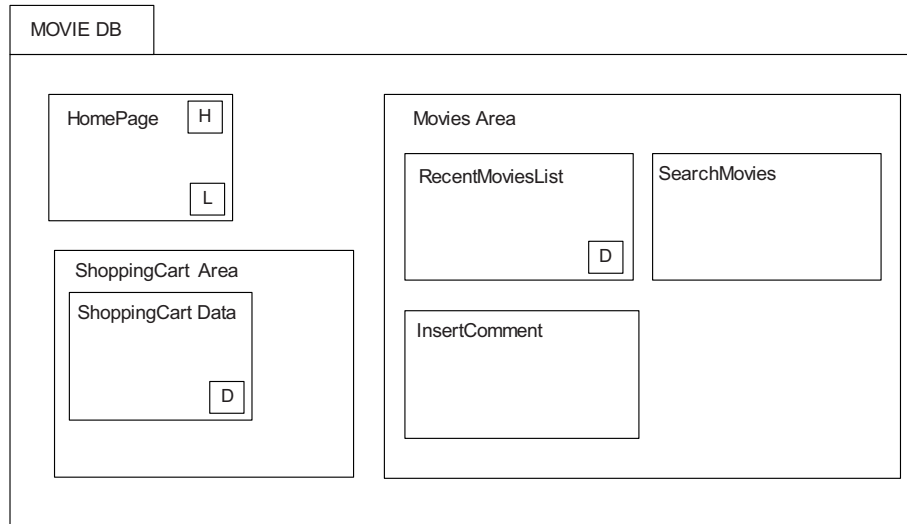 MOVIE DB
HomePage
H
L
Movies Area
RecentMoviesList
D
SearchMovies
ShoppingCart Area
ShoppingCart Data
D
InsertComment